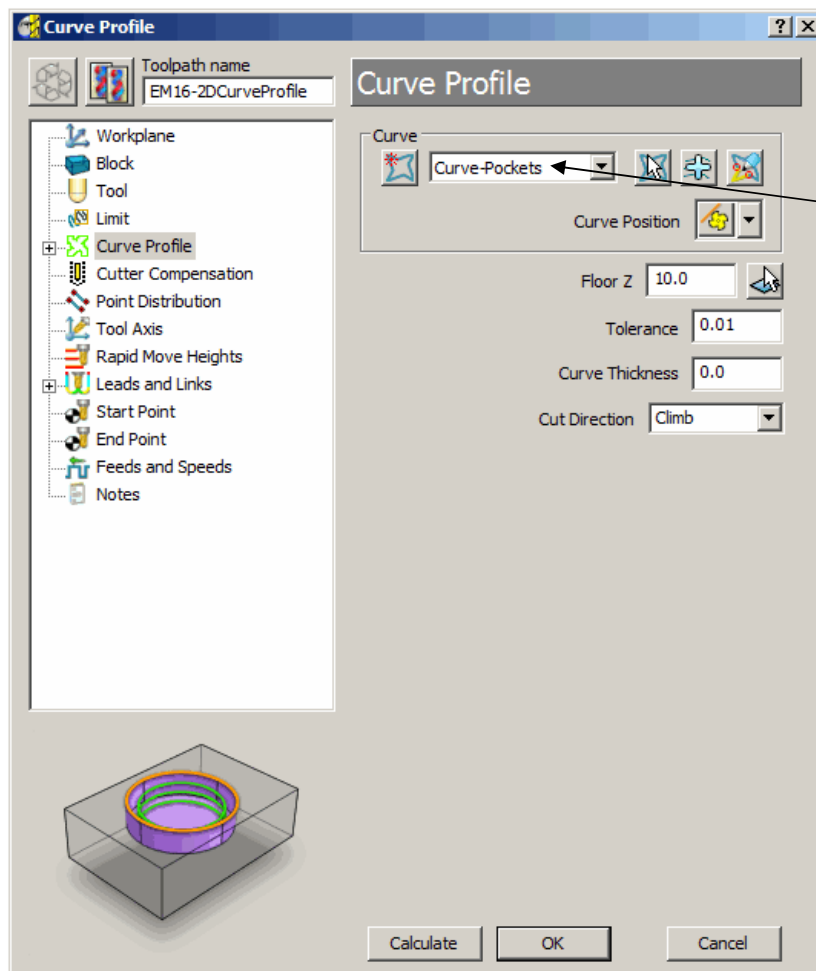 Curve Profile
Toolpath name
EM16-2DCurveProfile
Curve Profile
Workplane
Block
Tool
Limit
Curve Profile
Cutter Compensation
Point Distribution
Tool Axis
Rapid Move Heights
Leads and Links
Start Point
End Point
Feeds and Speeds
Notes
Curve
Curve-Pockets
Curve Position
Floor Z 10.0
Tolerance 0.01
Curve Thickness 0.0
Cut Direction Climb
Calculate OK Cancel